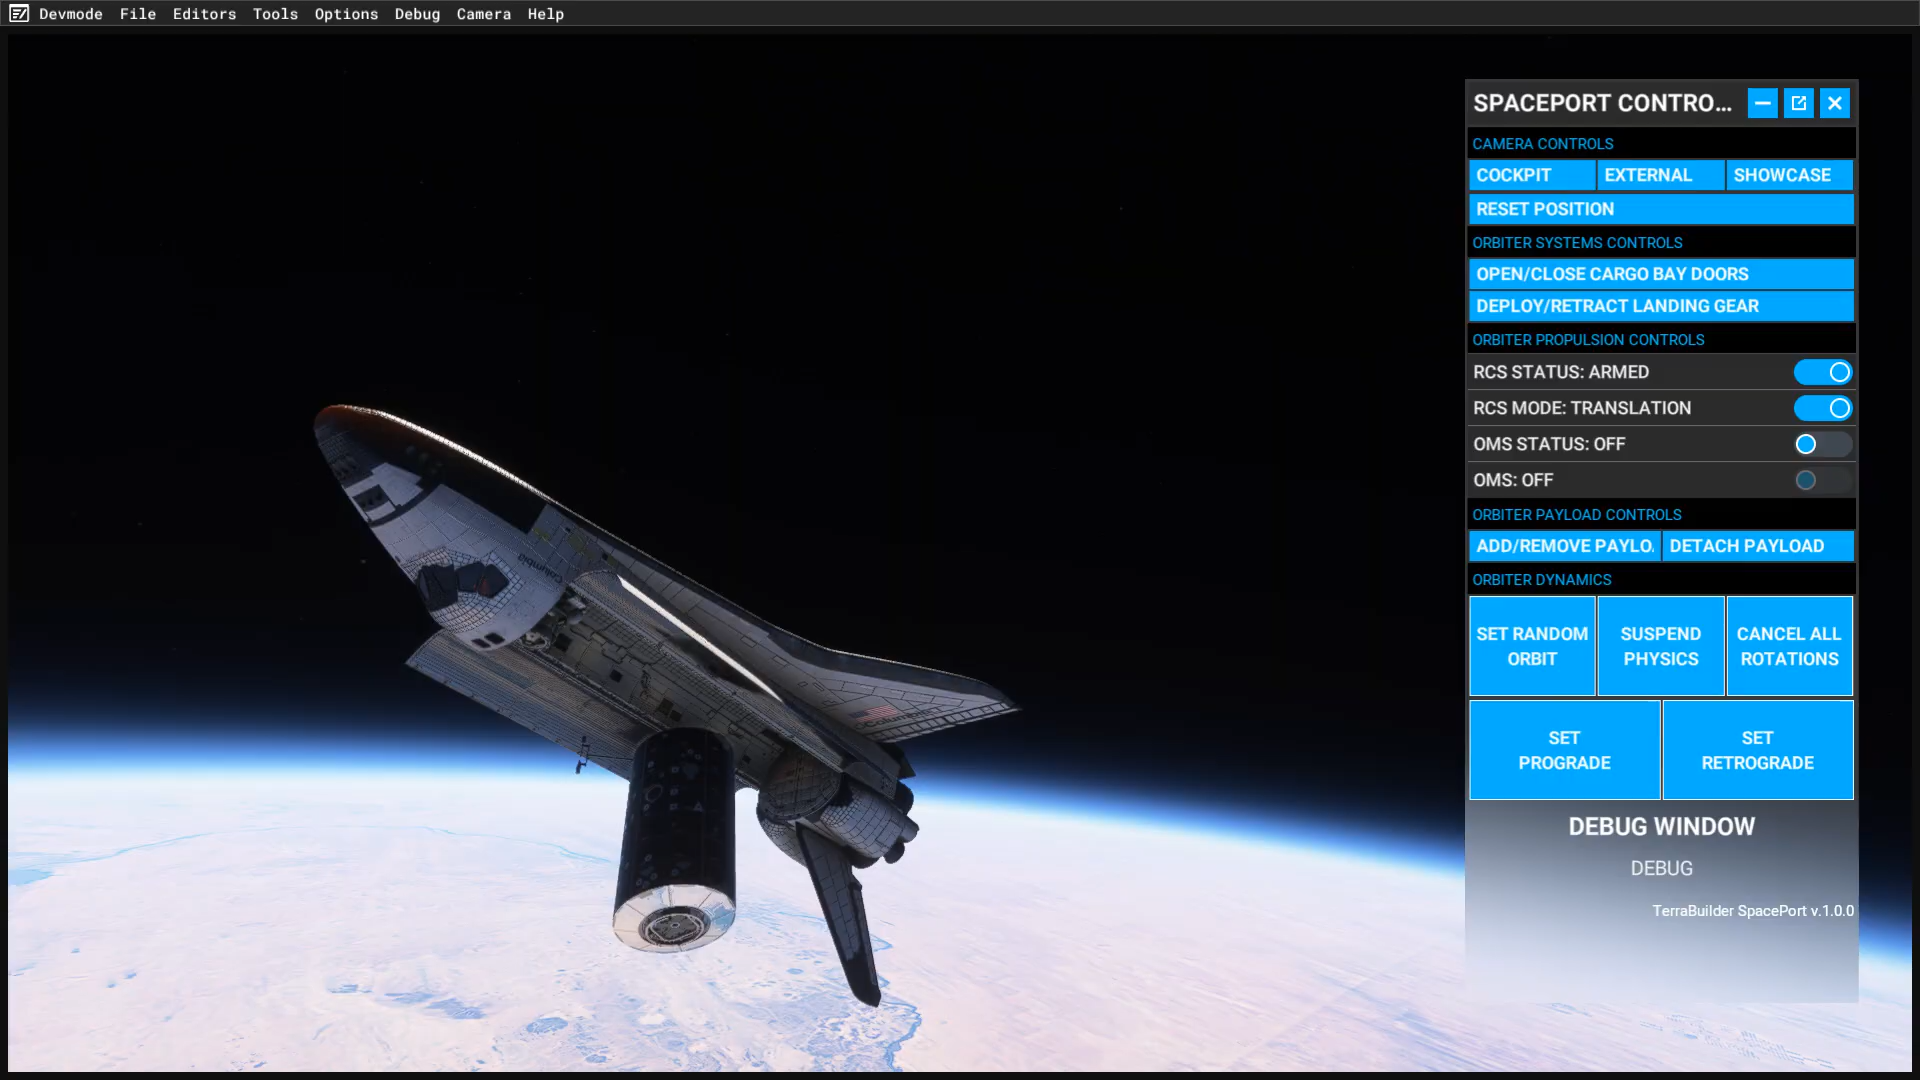 Devmode File Editors Tools Options Debug Camera Help
SPACEPORT CONTRO...
CAMERA CONTROLS
COCKPIT EXTERNAL SHOWCASE
RESET POSITION
ORBITER SYSTEMS CONTROLS
OPEN/CLOSE CARGO BAY DOORS
DEPLOY/RETRACT LANDING GEAR
ORBITER PROPULSION CONTROLS
RCS STATUS: ARMED
RCS MODE: TRANSLATION
OMS STATUS: OFF
OMS: OFF
ORBITER PAYLOAD CONTROLS
ADD/REMOVE PAYLO. DETACH PAYLOAD
ORBITER DYNAMICS
SET RANDOM
ORBIT
SUSPEND
PHYSICS
CANCEL ALL
ROTATIONS
SET
PROGRADE
SET
RETROGRADE
DEBUG WINDOW
DEBUG
TerraBuilder SpacePort v.1.0.0
Columbia
Columbia